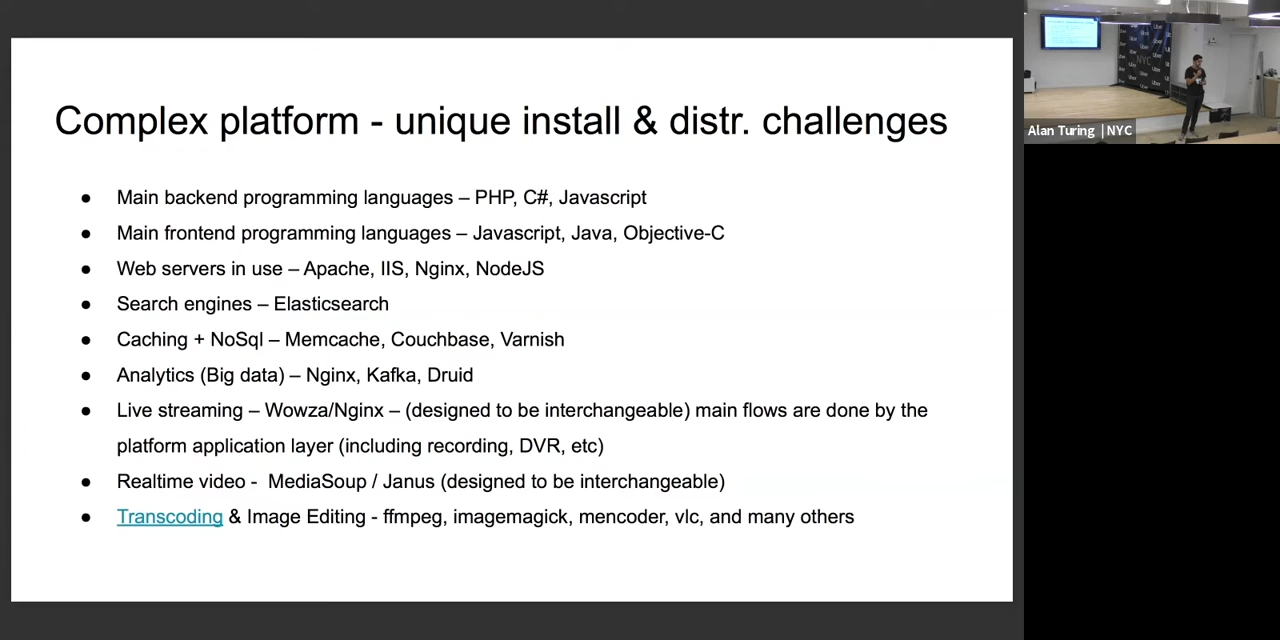 Complex platform - unique install & distr. challenges
● Main backend programming languages – PHP, C#, Javascript
● Main frontend programming languages – Javascript, Java, Objective-C
● Web servers in use – Apache, IIS, Nginx, NodeJS
● Search engines – Elasticsearch
● Caching + NoSql – Memcache, Couchbase, Varnish
● Analytics (Big data) – Nginx, Kafka, Druid
● Live streaming – Wowza/Nginx – (designed to be interchangeable) main flows are done by the
platform application layer (including recording, DVR, etc)
● Realtime video -  MediaSoup / Janus (designed to be interchangeable)
● Transcoding & Image Editing - ffmpeg, imagemagick, mencoder, vlc, and many others
NYC
Uber
Alan Turing | NYC